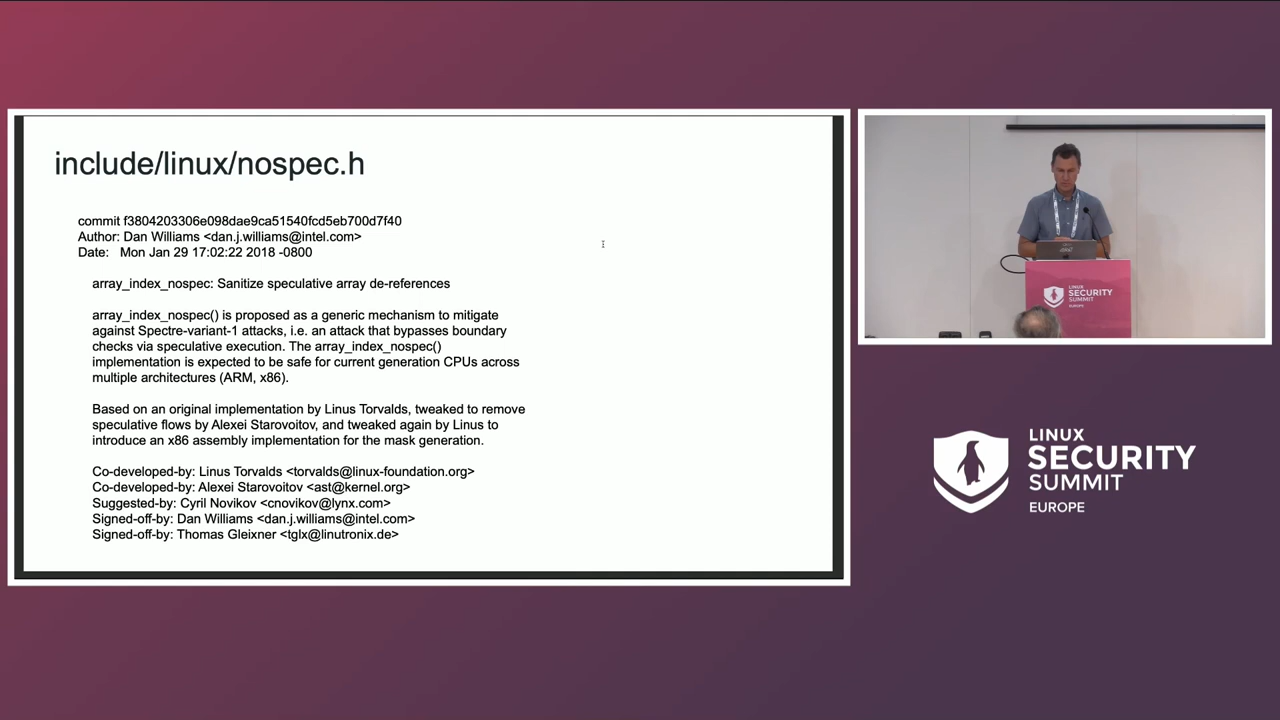 include/linux/nospec.h
commit f3804203306e098dae9ca51540fcd5eb700d7f40
Author: Dan Williams <dan.j.williams@intel.com>
Date:   Mon Jan 29 17:02:22 2018 -0800
array_index_nospec: Sanitize speculative array de-references
array_index_nospec() is proposed as a generic mechanism to mitigate
against Spectre-variant-1 attacks, i.e. an attack that bypasses boundary
checks via speculative execution. The array_index_nospec()
implementation is expected to be safe for current generation CPUs across
multiple architectures (ARM, x86).
Based on an original implementation by Linus Torvalds, tweaked to remove
speculative flows by Alexei Starovoitov, and tweaked again by Linus to
introduce an x86 assembly implementation for the mask generation.
Co-developed-by: Linus Torvalds <torvalds@linux-foundation.org>
Co-developed-by: Alexei Starovoitov <ast@kernel.org>
Suggested-by: Cyril Novikov <cnovikov@lynx.com>
Signed-off-by: Dan Williams <dan.j.williams@intel.com>
Signed-off-by: Thomas Gleixner <tglx@linutronix.de>
LINUX
SECURITY
SUMMIT
EUROPE
LINUX
SECURITY
SUMMIT
EUROPE